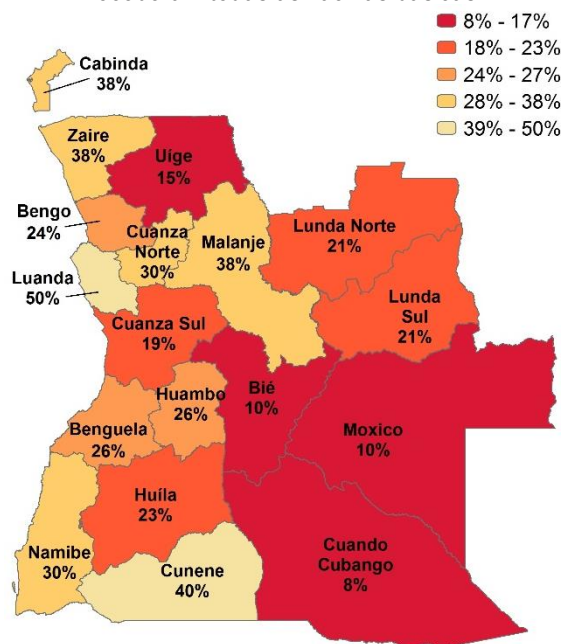 8% - 17%
18% - 23%
24% - 27%
28% - 38%
39% - 50%
Cabinda
38%
Zaire
38%
Uíge
15%
Bengo
24%
Cuanza
Norte
30%
Malanje
38%
Lunda Norte
21%
Luanda
50%
Lunda
Sul
21%
Cuanza Sul
19%
Bié
10%
Huambo
26%
Benguela
26%
Moxico
10%
Huíla
23%
Namibe
30%
Cunene
40%
Cuando
Cubango
8%